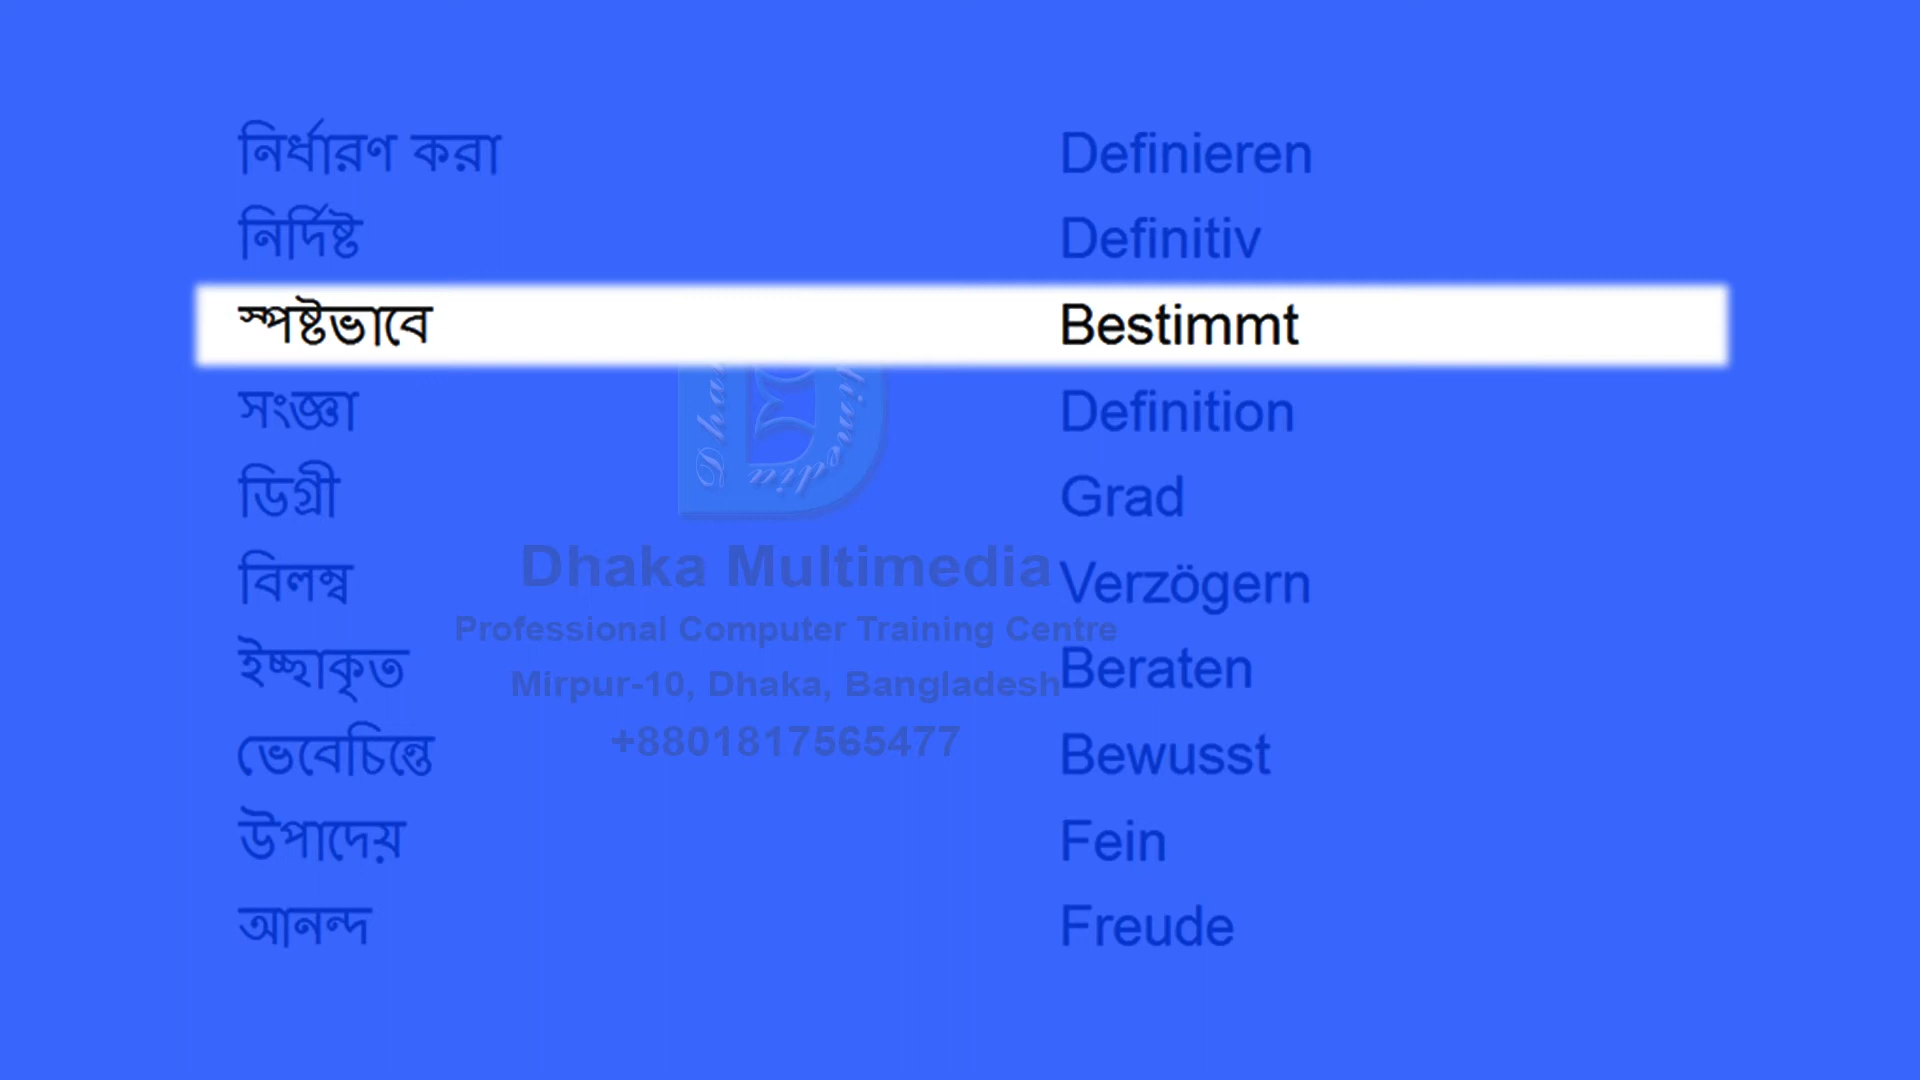 নির্ধারণ করা Definieren
নির্দিষ্ট Definitiv
স্পষ্টভাবে Bestimmt
সংজ্ঞা Definition
ডিগ্রী Grad
বিলম্ব Verzögern
ইচ্ছাকৃত Beraten
ভেবেচিন্তে Bewusst
উপাদেয় Fein
আনন্দ Freude
Dhaka Multimedia
Professional Computer Training Centre
Mirpur-10, Dhaka, Bangladesh
+8801817565477